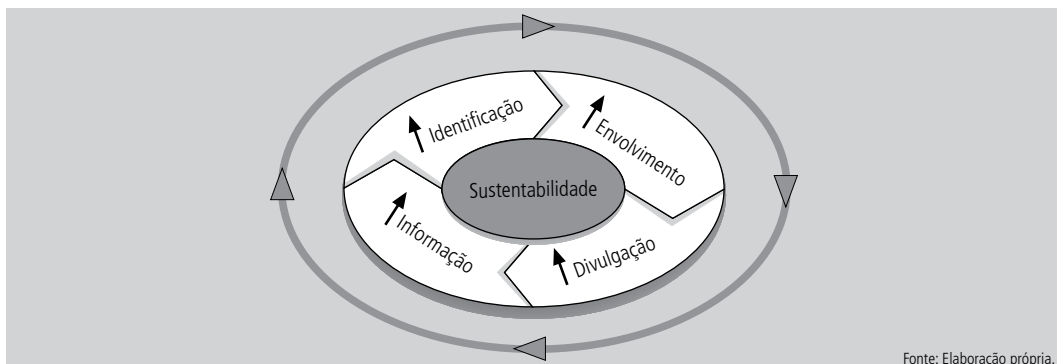 Identificação
Envolvimento
Sustentabilidade
Informação
Divulgação
Fonte: Elaboração própria.